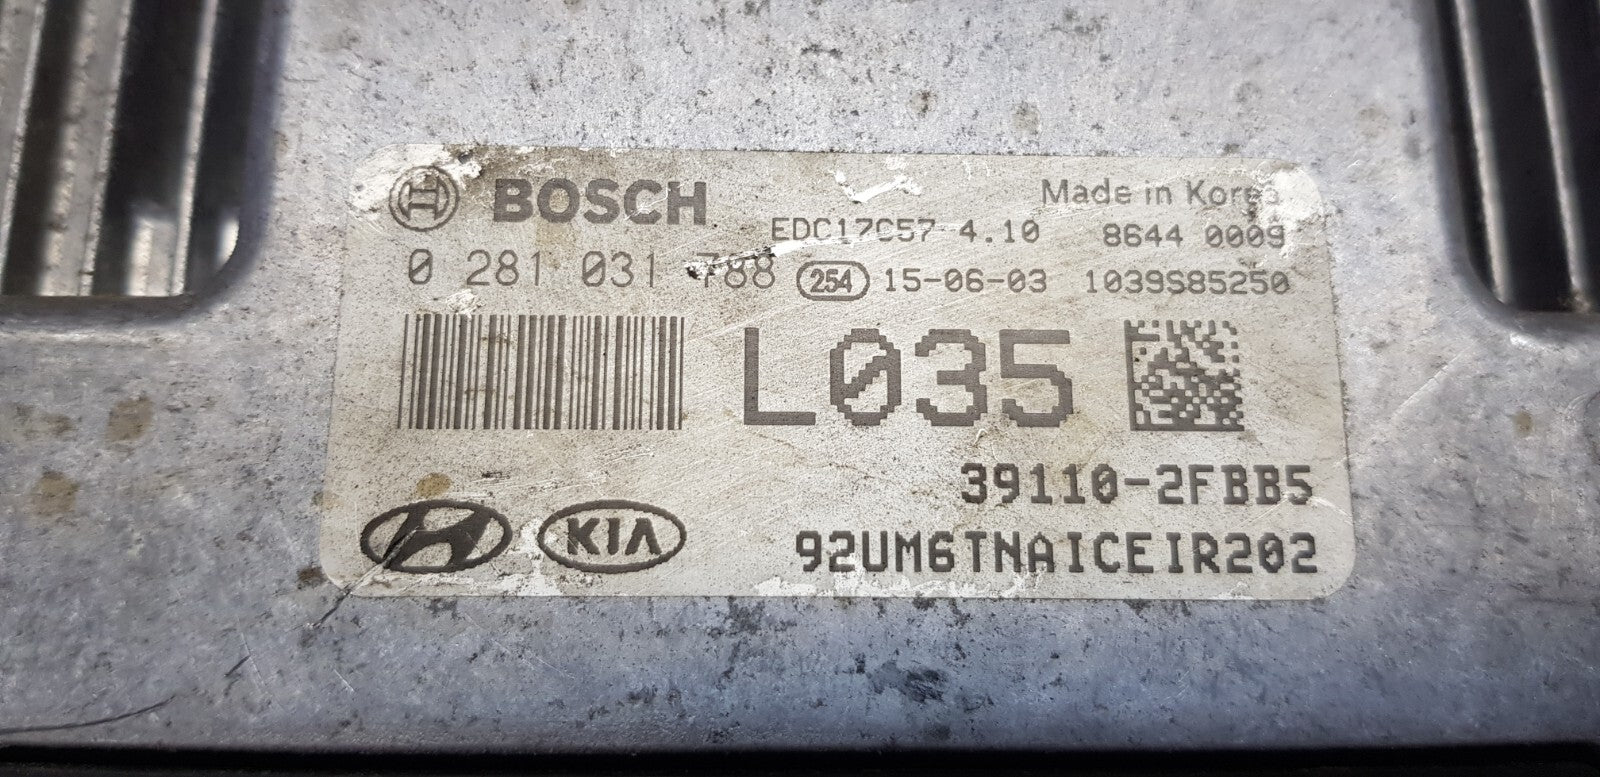 BOSCH
Made in Korea
EDC17C57-4.10 8644 0009
0 281 031 788 254 15-06-03 1039S85250
L035
39110-2FBB5
KIA 92UM6TNAICEIR202